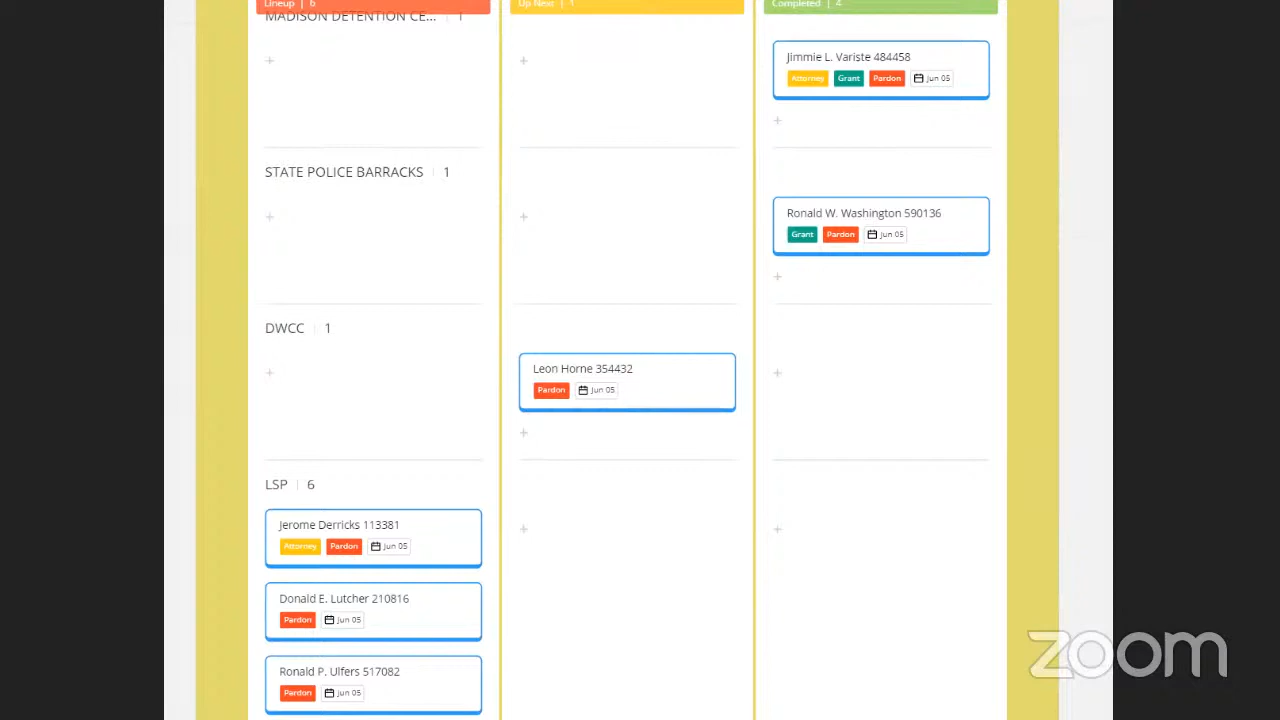 Lineup | 6
Up Next | 1
Completed | 4
MADISON DETENTION CE... | 1
Jimmie L. Variste 484458
Attorney Grant Pardon Jun 05
STATE POLICE BARRACKS | 1
Ronald W. Washington 590136
Grant Pardon Jun 05
DWCC | 1
Leon Horne 354432
Pardon Jun 05
LSP | 6
Jerome Derricks 113381
Attorney Pardon Jun 05
Donald E. Lutcher 210816
Pardon Jun 05
Ronald P. Ulfers 517082
Pardon Jun 05
zoom